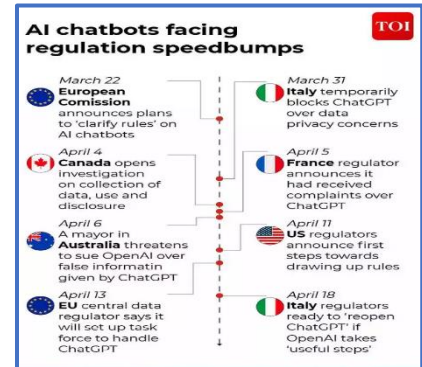 AI chatbots facing
regulation speedbumps
TOI
March 22
European
Comission
announces plans
to 'clarify rules' on
AI chatbots
March 31
Italy temporarily
blocks ChatGPT
over data
privacy concerns
April 4
Canada opens
investigation
on collection of
data, use and
disclosure
April 5
France regulator
announces it
had received
complaints over
ChatGPT
April 6
A mayor in
Australia threatens
to sue OpenAI over
false informatin
given by ChatGPT
April 11
US regulators
announce first
steps towards
drawing up rules
April 13
EU central data
regulator says it
will set up task
force to handle
ChatGPT
April 18
Italy regulators
ready to 'reopen
ChatGPT' if
OpenAI takes
'useful steps'